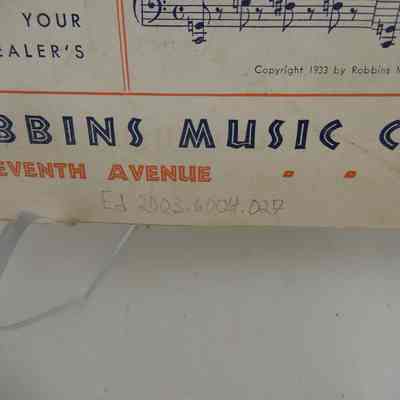 YOUR
EALER'S
Copyright 1933 by Robbins M
BBINS MUSIC C
EVENTH AVENUE - -
Ed 2003.6004.027